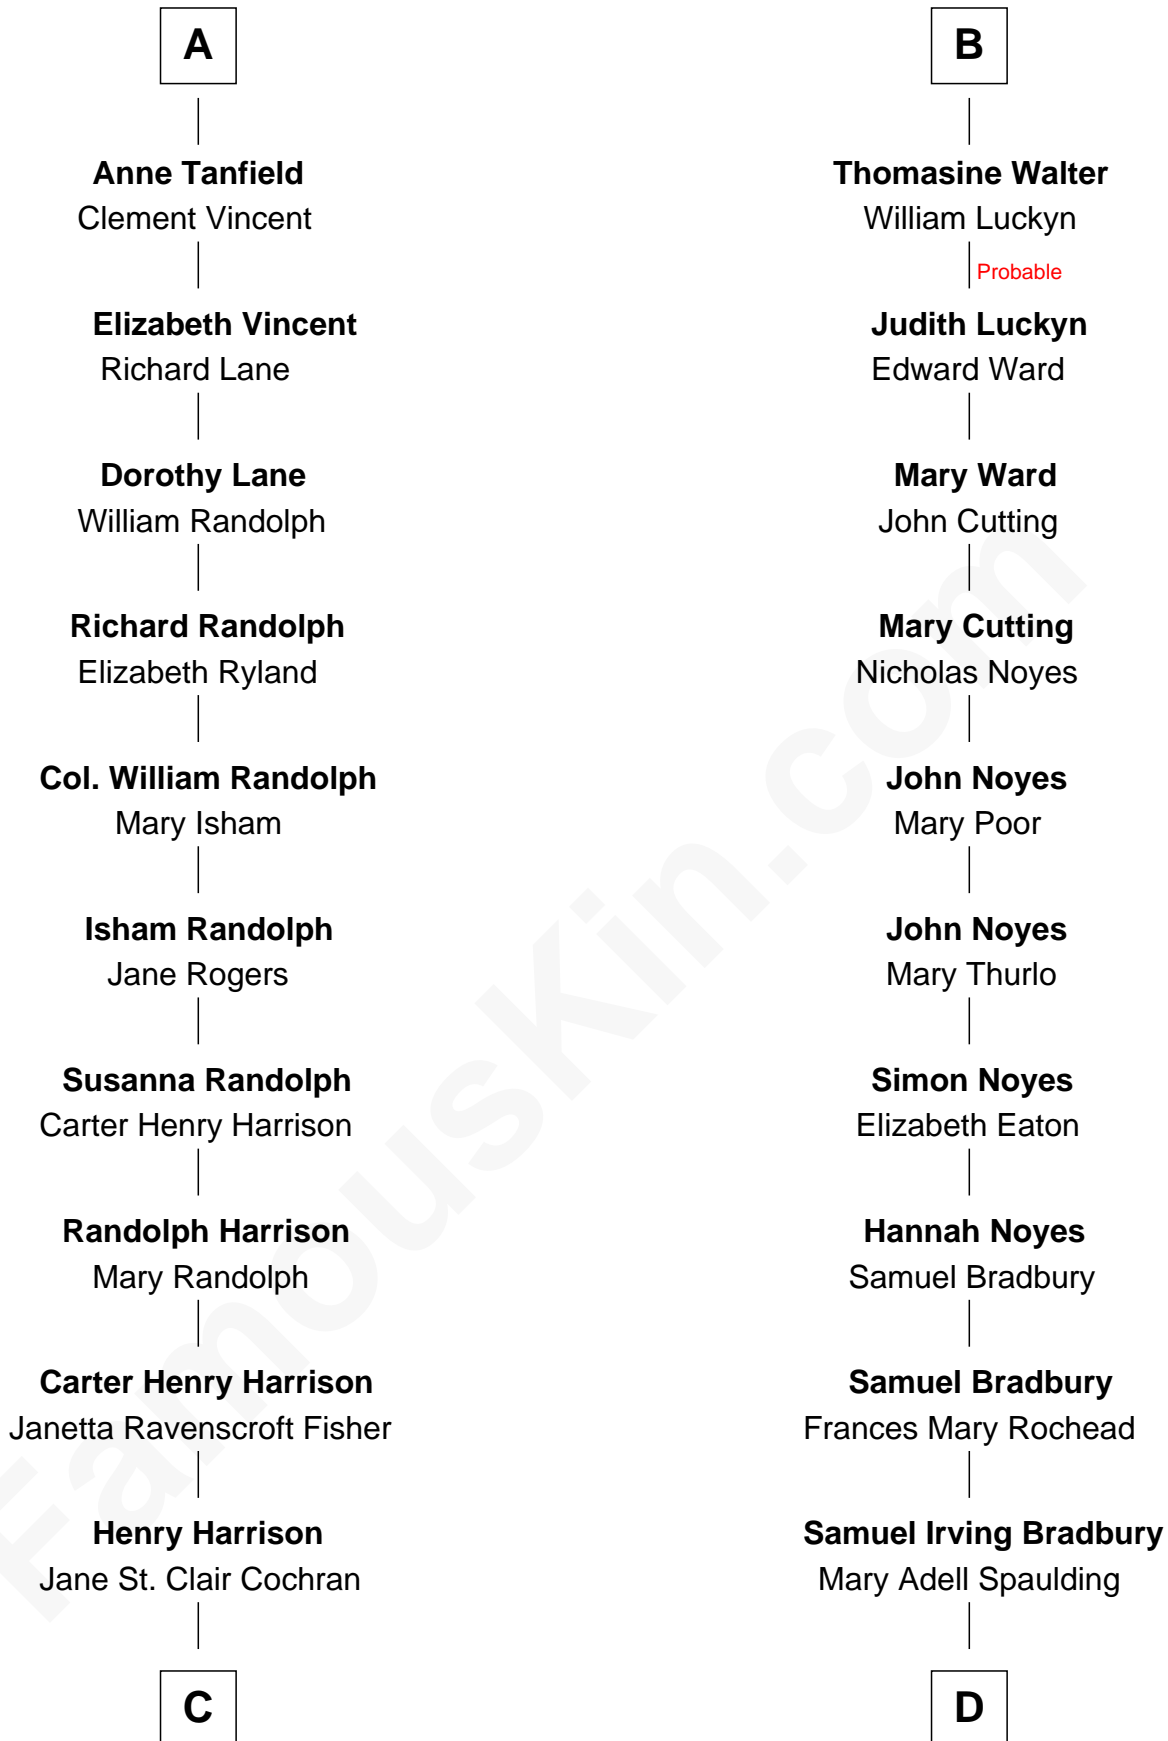 A
Anne Tanfield
Clement Vincent
Elizabeth Vincent
Richard Lane
Dorothy Lane
William Randolph
Richard Randolph
Elizabeth Ryland
Col. William Randolph
Mary Isham
Isham Randolph
Jane Rogers
Susanna Randolph
Carter Henry Harrison
Randolph Harrison
Mary Randolph
Carter Henry Harrison
Janetta Ravenscroft Fisher
Henry Harrison
Jane St. Clair Cochran
C
B
Thomasine Walter
William Luckyn
Probable
Judith Luckyn
Edward Ward
Mary Ward
John Cutting
Mary Cutting
Nicholas Noyes
John Noyes
Mary Poor
John Noyes
Mary Thurlo
Simon Noyes
Elizabeth Eaton
Hannah Noyes
Samuel Bradbury
Samuel Bradbury
Frances Mary Rochead
Samuel Irving Bradbury
Mary Adell Spaulding
D
FamousKin.com